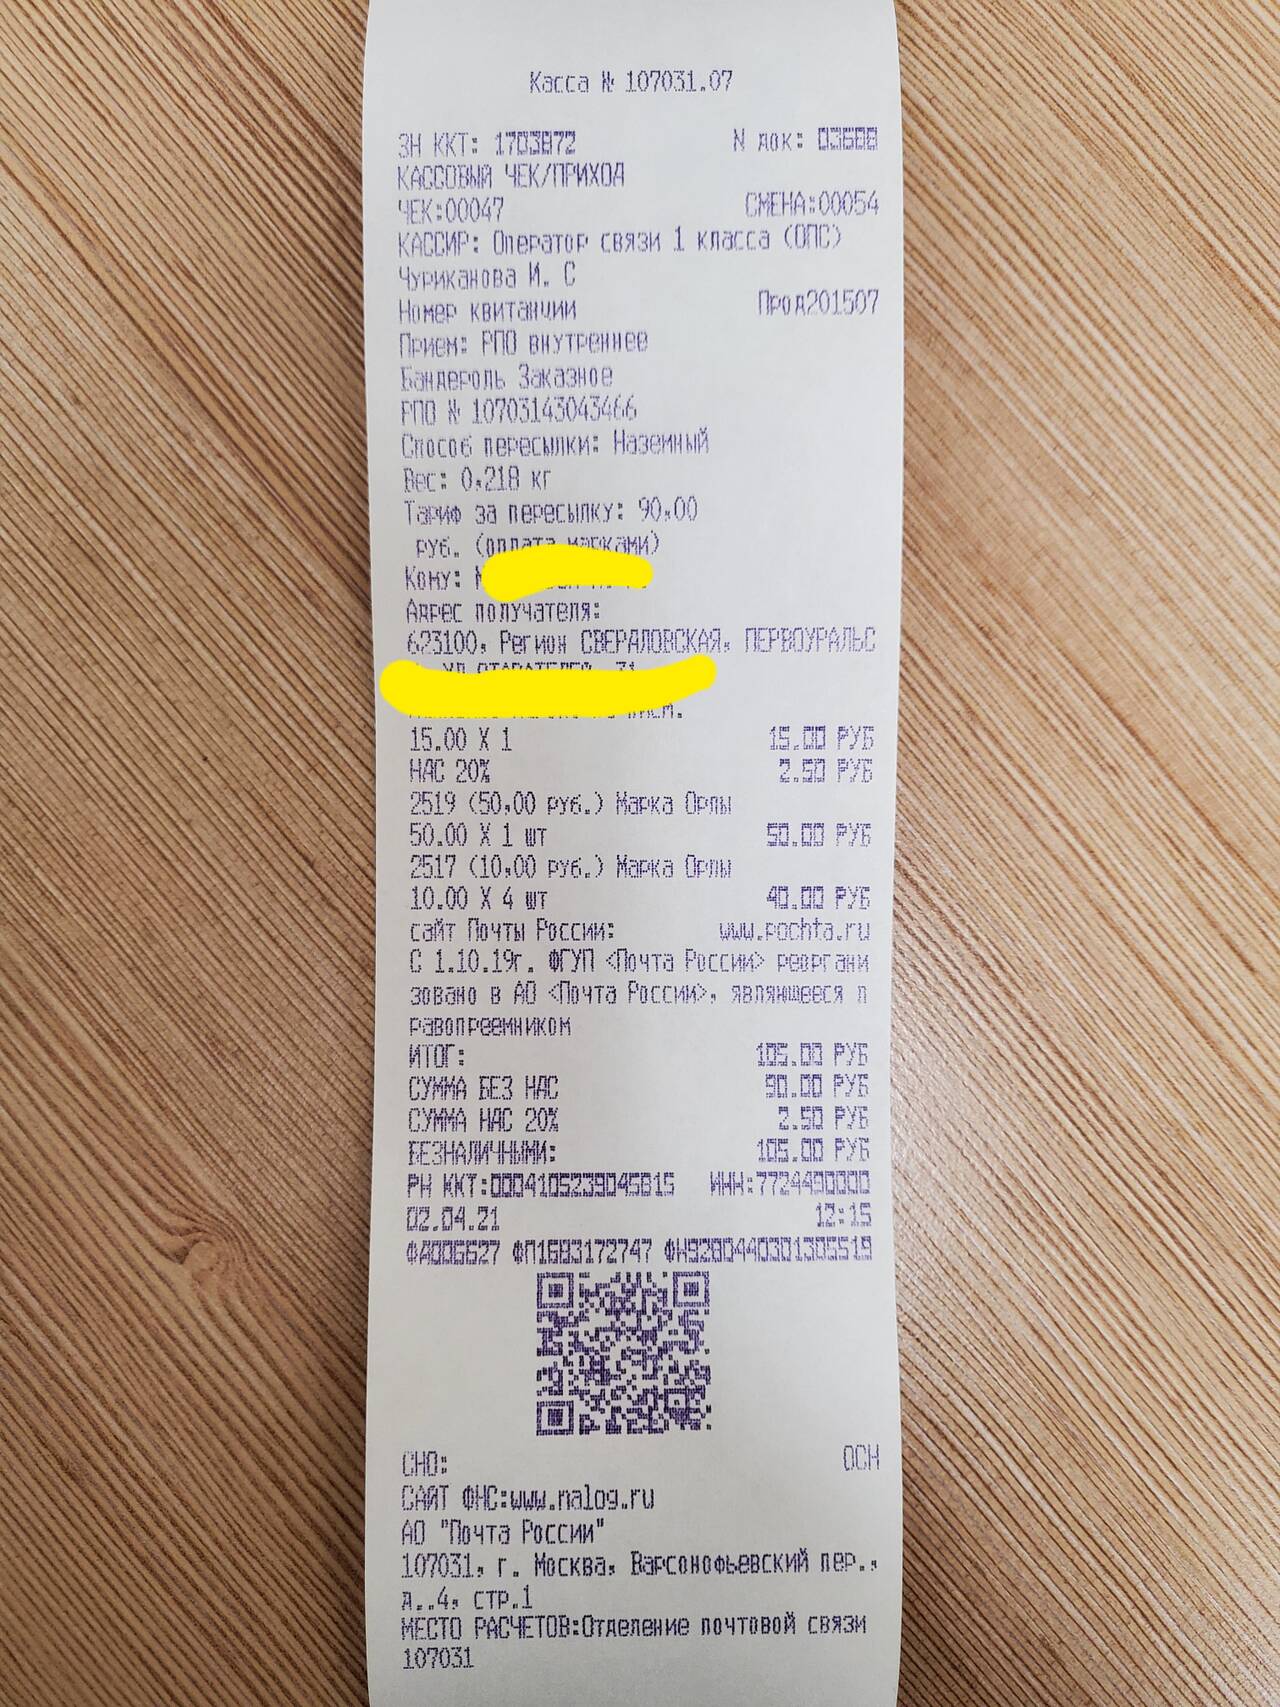 Касса № 107031.07
ЗН ККТ: 1703872 N док: 03608
КАССОВЫЙ ЧЕК/ПРИХОД
ЧЕК:00047 СМЕНА:00054
КАССИР: Оператор связи 1 класса (ОПС)
Чуриканова И. С
Номер квитанции Прод201507
Прием: РПО внутреннее
Бандероль Заказное
РПО № 10703143043466
Способ пересылки: Наземный
Вес: 0,218 кг
Тариф за пересылку: 90,00
руб. (оплата марками)
Кому:
Адрес получателя:
623100, Регион СВЕРДЛОВСКАЯ, ПЕРВОУРАЛЬС
15.00 X 1 15.00 РУБ
НДС 20% 2.50 РУБ
2519 (50,00 руб.) Марка Орлы
50.00 X 1 шт 50.00 РУБ
2517 (10,00 руб.) Марка Орлы
10.00 X 4 шт 40.00 РУБ
сайт Почты России: www.pochta.ru
С 1.10.19г. ФГУП <Почта России> реоргани
зовано в АО <Почта России>, являющееся п
равопреемником
ИТОГ: 105.00 РУБ
СУММА БЕЗ НДС 90.00 РУБ
СУММА НДС 20% 2.50 РУБ
БЕЗНАЛИЧНЫМИ: 105.00 РУБ
РН ККТ:0004105239045815 ИНН:7724490000
02.04.21 12:15
ФД006627 ФП1683172747 ФН9280440301305519
СНО: ОСН
САЙТ ФНС:www.nalog.ru
АО "Почта России"
107031, г. Москва, Варсонофьевский пер.,
д..4, стр.1
МЕСТО РАСЧЕТОВ:Отделение почтовой связи
107031